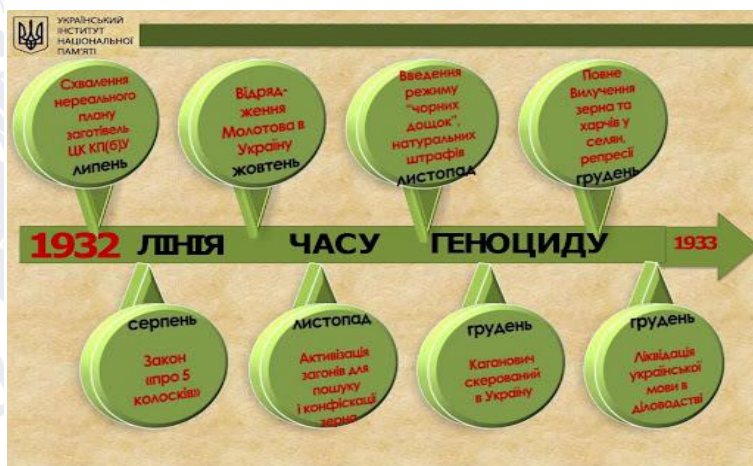 УКРАЇНСЬКИЙ
ІНСТИТУТ
НАЦІОНАЛЬНОЇ
ПАМ'ЯТІ
Схвалення
нереального
плану
заготівель
ЦК КП(б)У
липень
Відряд-
ження
Молотова в
Україну
жовтень
Введення
режиму
"чорних
дощок",
натуральних
штрафів
листопад
Повне
Вилучення
зерна та
харчів у
селян,
репресії
грудень
1932 ЛІНІЯ ЧАСУ ГЕНОЦИДУ 1933
серпень
Закон
«про 5
колосків»
листопад
Активізація
загонів для
пошуку
і конфіскації
зерна
грудень
Каганович
скерований
в Україну
грудень
Ліквідація
української
мови в
діловодстві